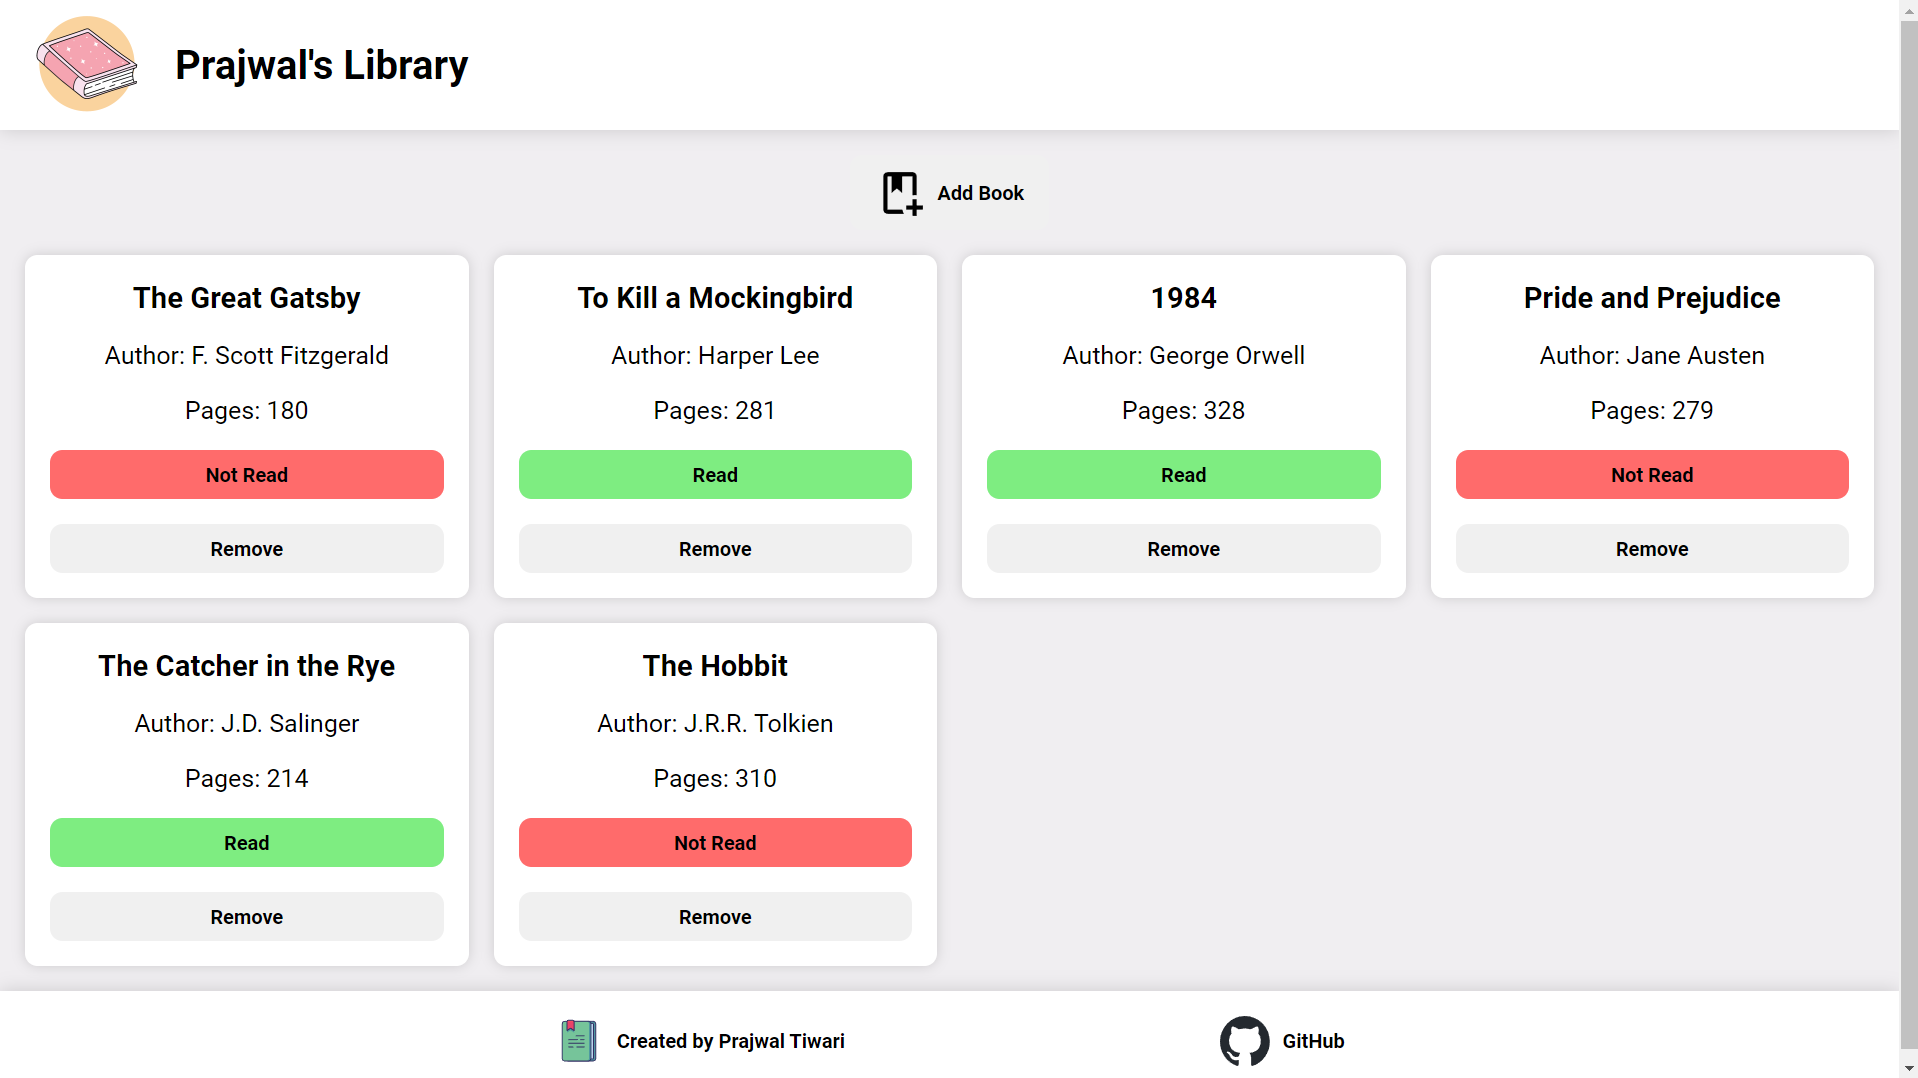 Prajwal's Library
Add Book
The Great Gatsby
Author: F. Scott Fitzgerald
Pages: 180
Not Read
Remove
To Kill a Mockingbird
Author: Harper Lee
Pages: 281
Read
Remove
1984
Author: George Orwell
Pages: 328
Read
Remove
Pride and Prejudice
Author: Jane Austen
Pages: 279
Not Read
Remove
The Catcher in the Rye
Author: J.D. Salinger
Pages: 214
Read
Remove
The Hobbit
Author: J.R.R. Tolkien
Pages: 310
Not Read
Remove
Created by Prajwal Tiwari
GitHub